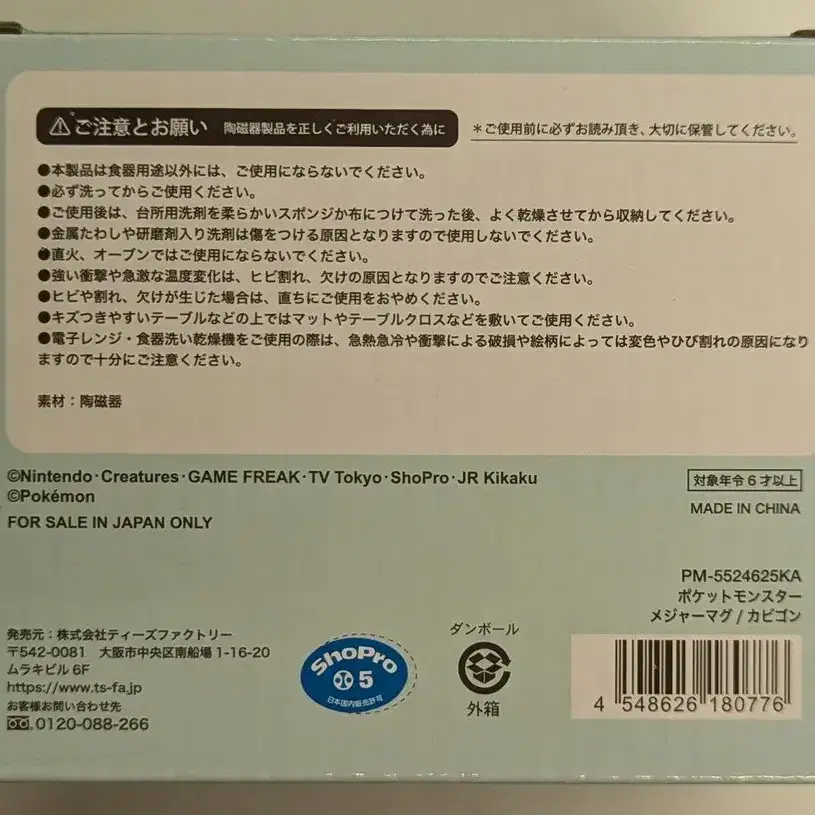 ⚠ご注意とお願い 陶磁器製品を正しくご利用いただく為に
＊ご使用前に必ずお読み頂き、大切に保管してください。
●本製品は食器用途以外には、ご使用にならないでください。
●必ず洗ってからご使用ください。
●ご使用後は、台所用洗剤を柔らかいスポンジか布につけて洗った後、よく乾燥させてから収納してください。
●金属たわしや研磨剤入り洗剤は傷をつける原因となりますので使用しないでください。
●直火、オーブンではご使用にならないでください。
●強い衝撃や急激な温度変化は、ヒビ割れ、欠けの原因となりますのでご注意ください。
●ヒビや割れ、欠けが生じた場合は、直ちにご使用をおやめください。
●キズつきやすいテーブルなどの上ではマットやテーブルクロスなどを敷いてご使用ください。
●電子レンジ・食器洗い乾燥機をご使用の際は、急熱急冷や衝撃による破損や絵柄によっては変色やひび割れの原因になり
ますので十分にご注意ください。
素材：陶磁器
©Nintendo・Creatures・GAME FREAK・TV Tokyo・ShoPro・JR Kikaku
©Pokémon
FOR SALE IN JAPAN ONLY
対象年令6才以上
MADE IN CHINA
PM-5524625KA
ポケットモンスター
メジャーマグ / カビゴン
4 548626 180776
発売元：株式会社ティーズファクトリー
〒542-0081 大阪市中央区南船場1-16-20
ムラキビル 6F
https://www.ts-fa.jp
お客様お問い合わせ先
0120-088-266
ShoPro
5
日本国内販売許可
ダンボール
外箱